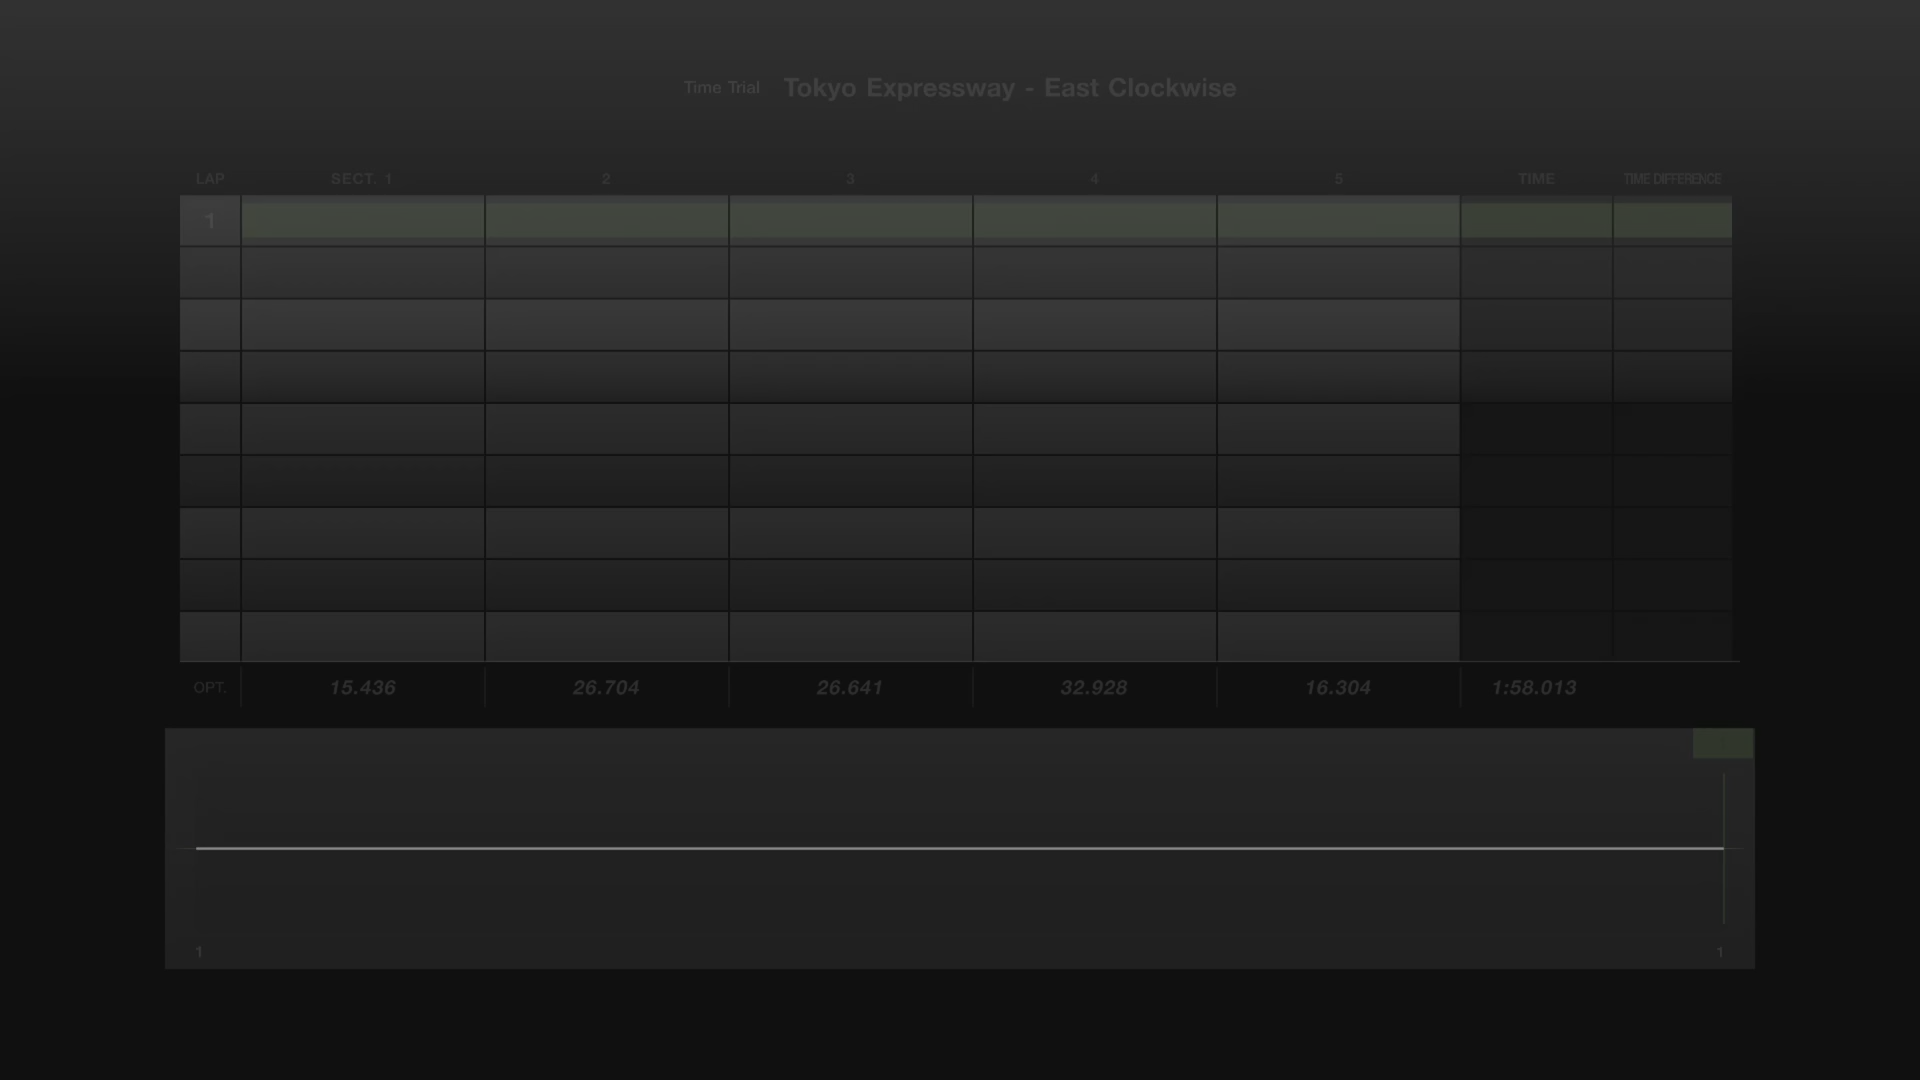 Time Trial Tokyo Expressway - East Clockwise
LAP SECT. 1 2 3 4 5 TIME TIME DIFFERENCE
1
OPT. 15.436 26.704 26.641 32.928 16.304 1:58.013
1 1